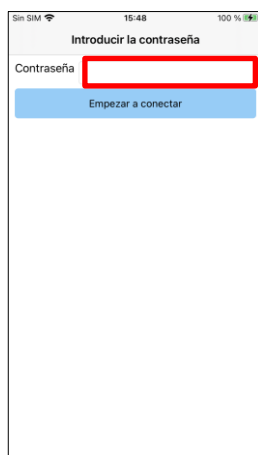 Sin SIM 15:48 100 %
Introducir la contraseña
Contraseña
Empezar a conectar